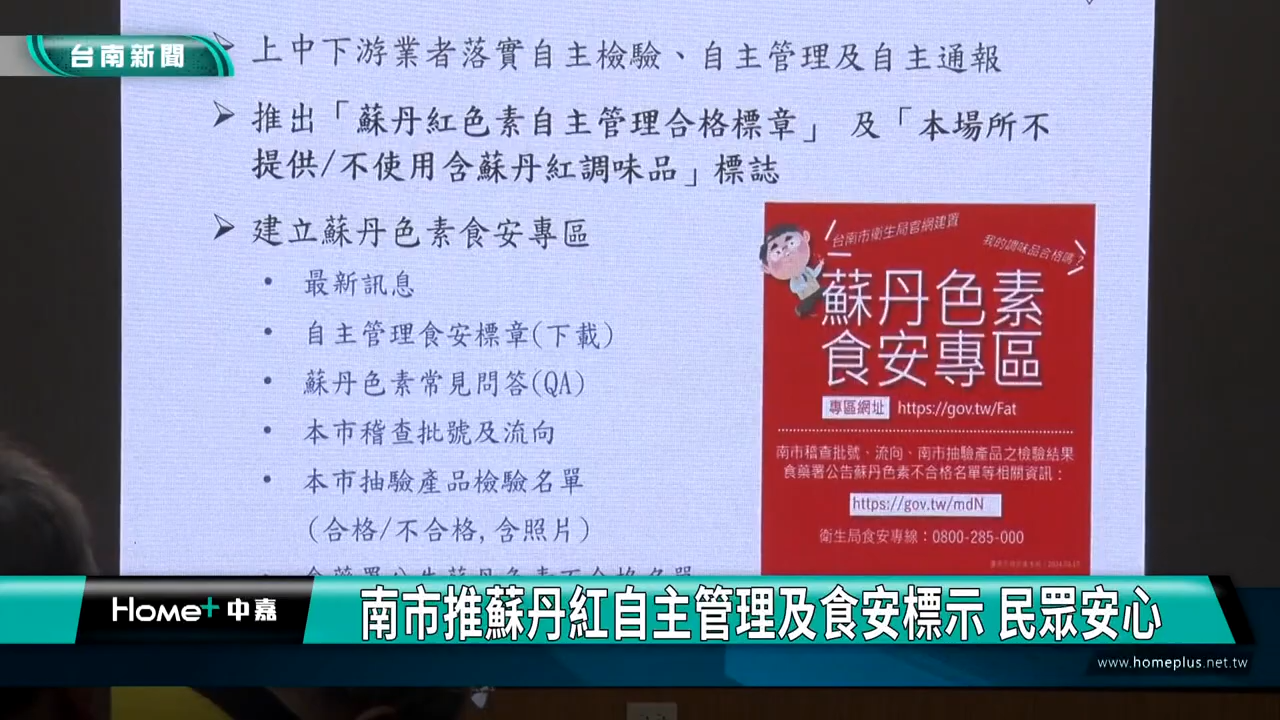 台南新聞
上中下游業者落實自主檢驗、自主管理及自主通報
推出「蘇丹紅色素自主管理合格標章」 及「本場所不
提供/不使用含蘇丹紅調味品」標誌
建立蘇丹色素食安專區
• 最新訊息
• 自主管理食安標章(下載)
• 蘇丹色素常見問答(QA)
• 本市稽查批號及流向
• 本市抽驗產品檢驗名單
(合格/不合格,含照片)
台南市衛生局官網建置
我的調味品合格嗎？
蘇丹色素
食安專區
專區網址 https://gov.tw/Fat
南市稽查批號、流向、南市抽驗產品之檢驗結果
食藥署公告蘇丹色素不合格名單等相關資訊：
https://gov.tw/mdN
衛生局食安專線：0800-285-000
Home+中嘉
南市推蘇丹紅自主管理及食安標示 民眾安心
www.homeplus.net.tw